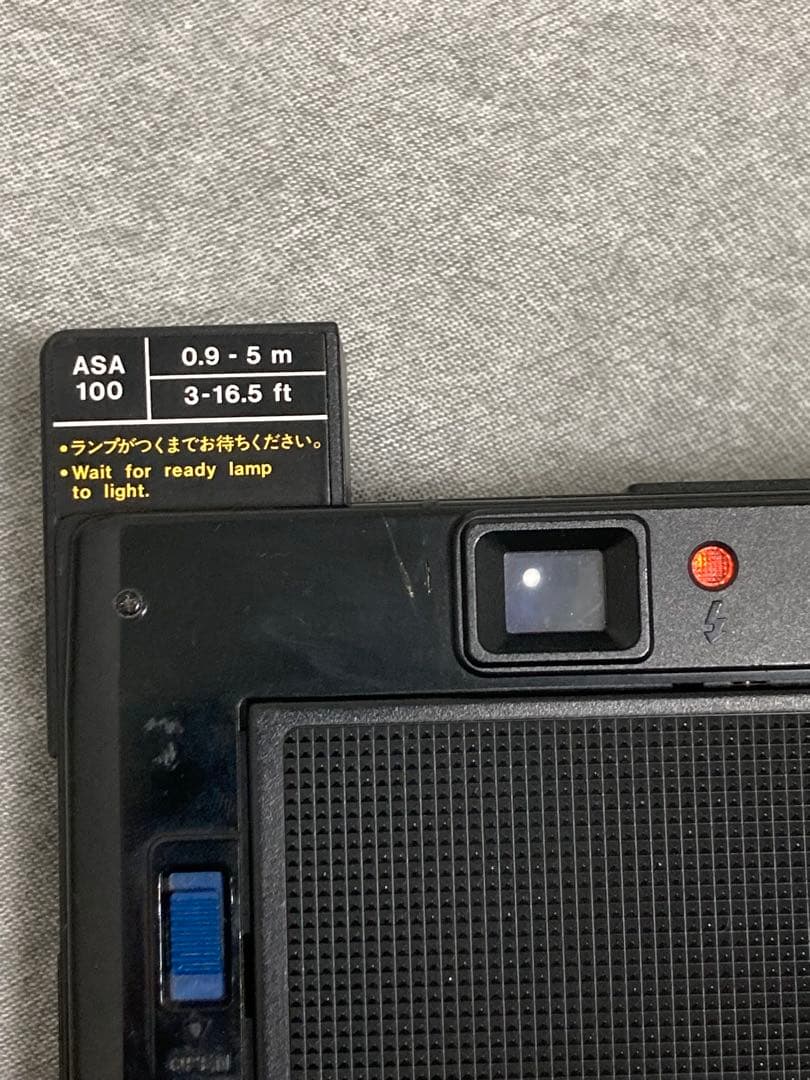 ASA
100
0.9 - 5 m
3-16.5 ft
•ランプがつくまでお待ちください。
•Wait for ready lamp
to light.
OPEN